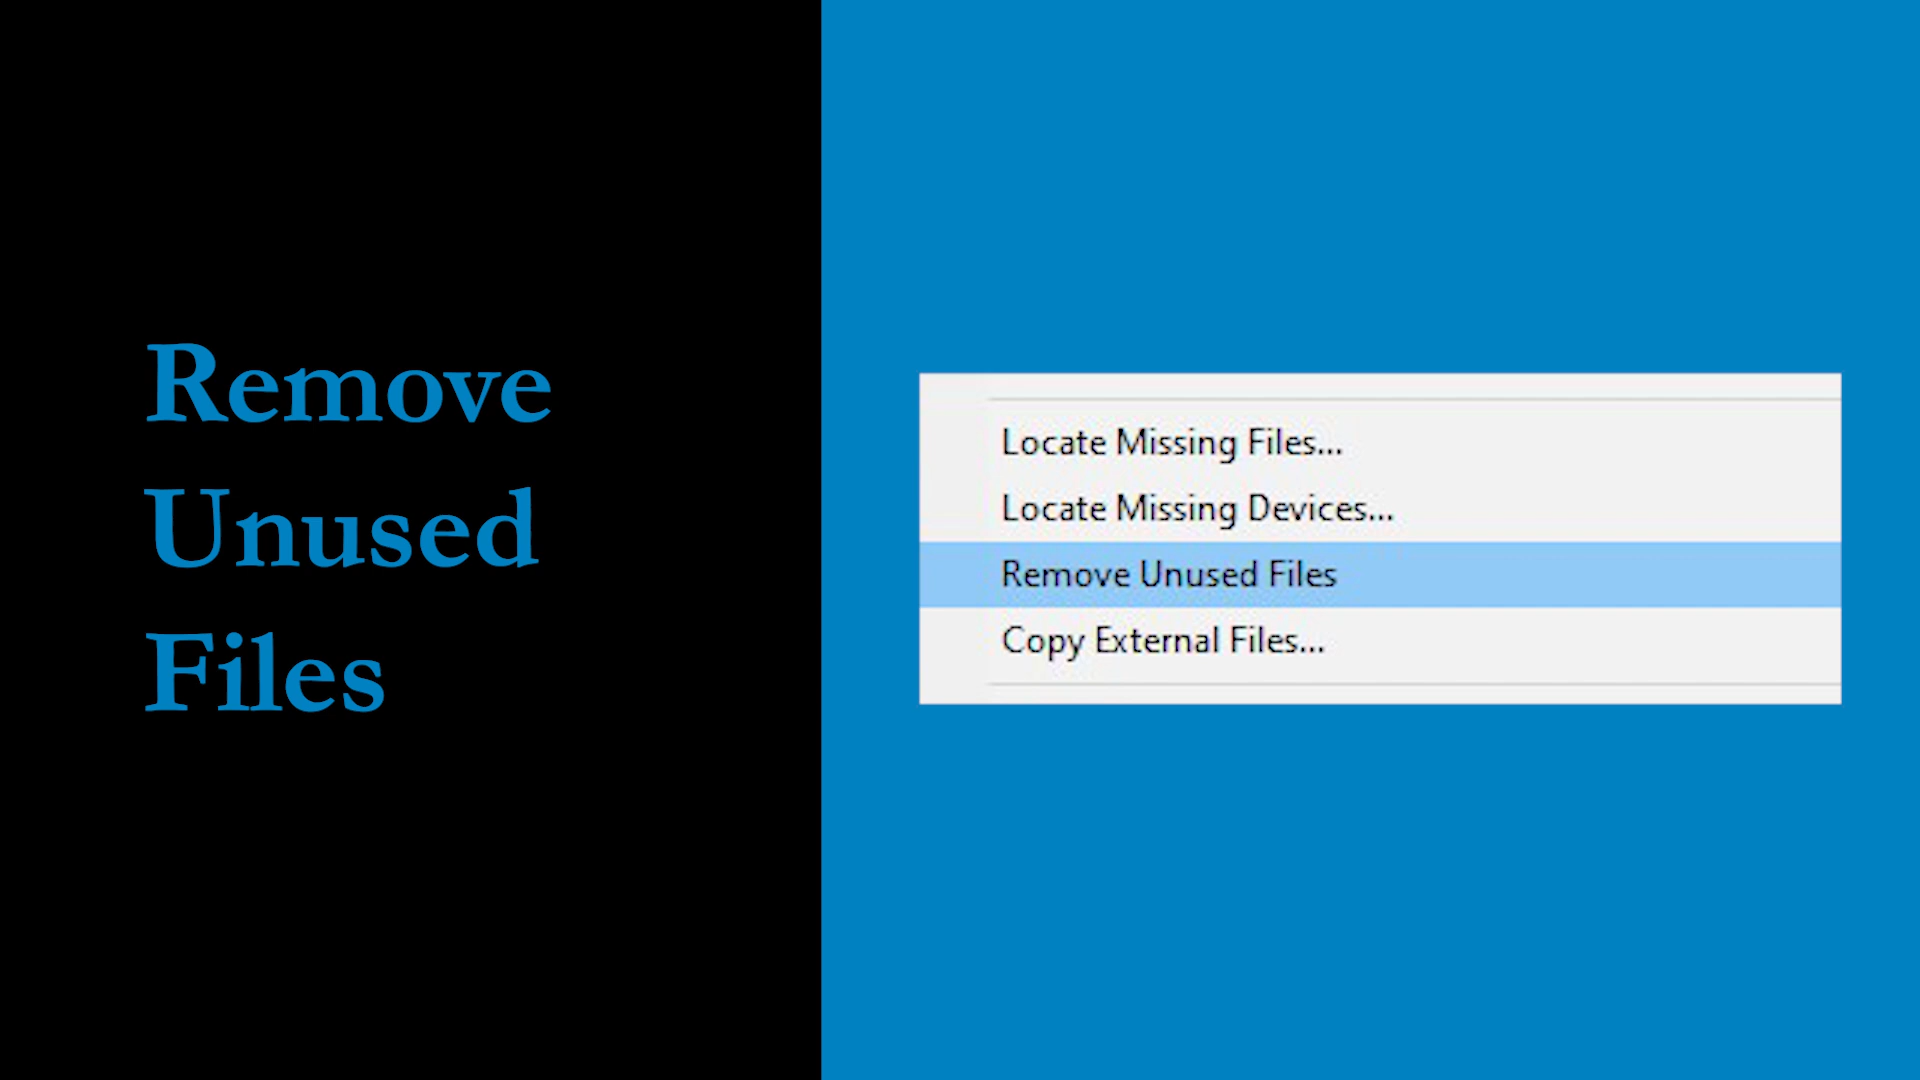 Remove
Unused
Files
Locate Missing Files...
Locate Missing Devices...
Remove Unused Files
Copy External Files...